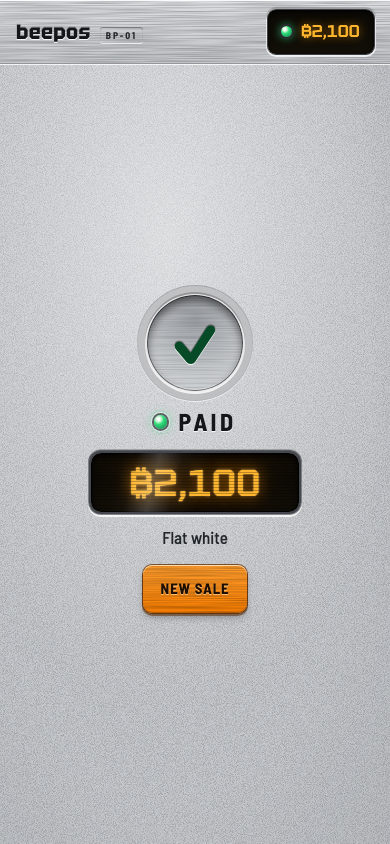 beepos BP-01 ₿2,100
PAID
₿2,100
Flat white
NEW SALE